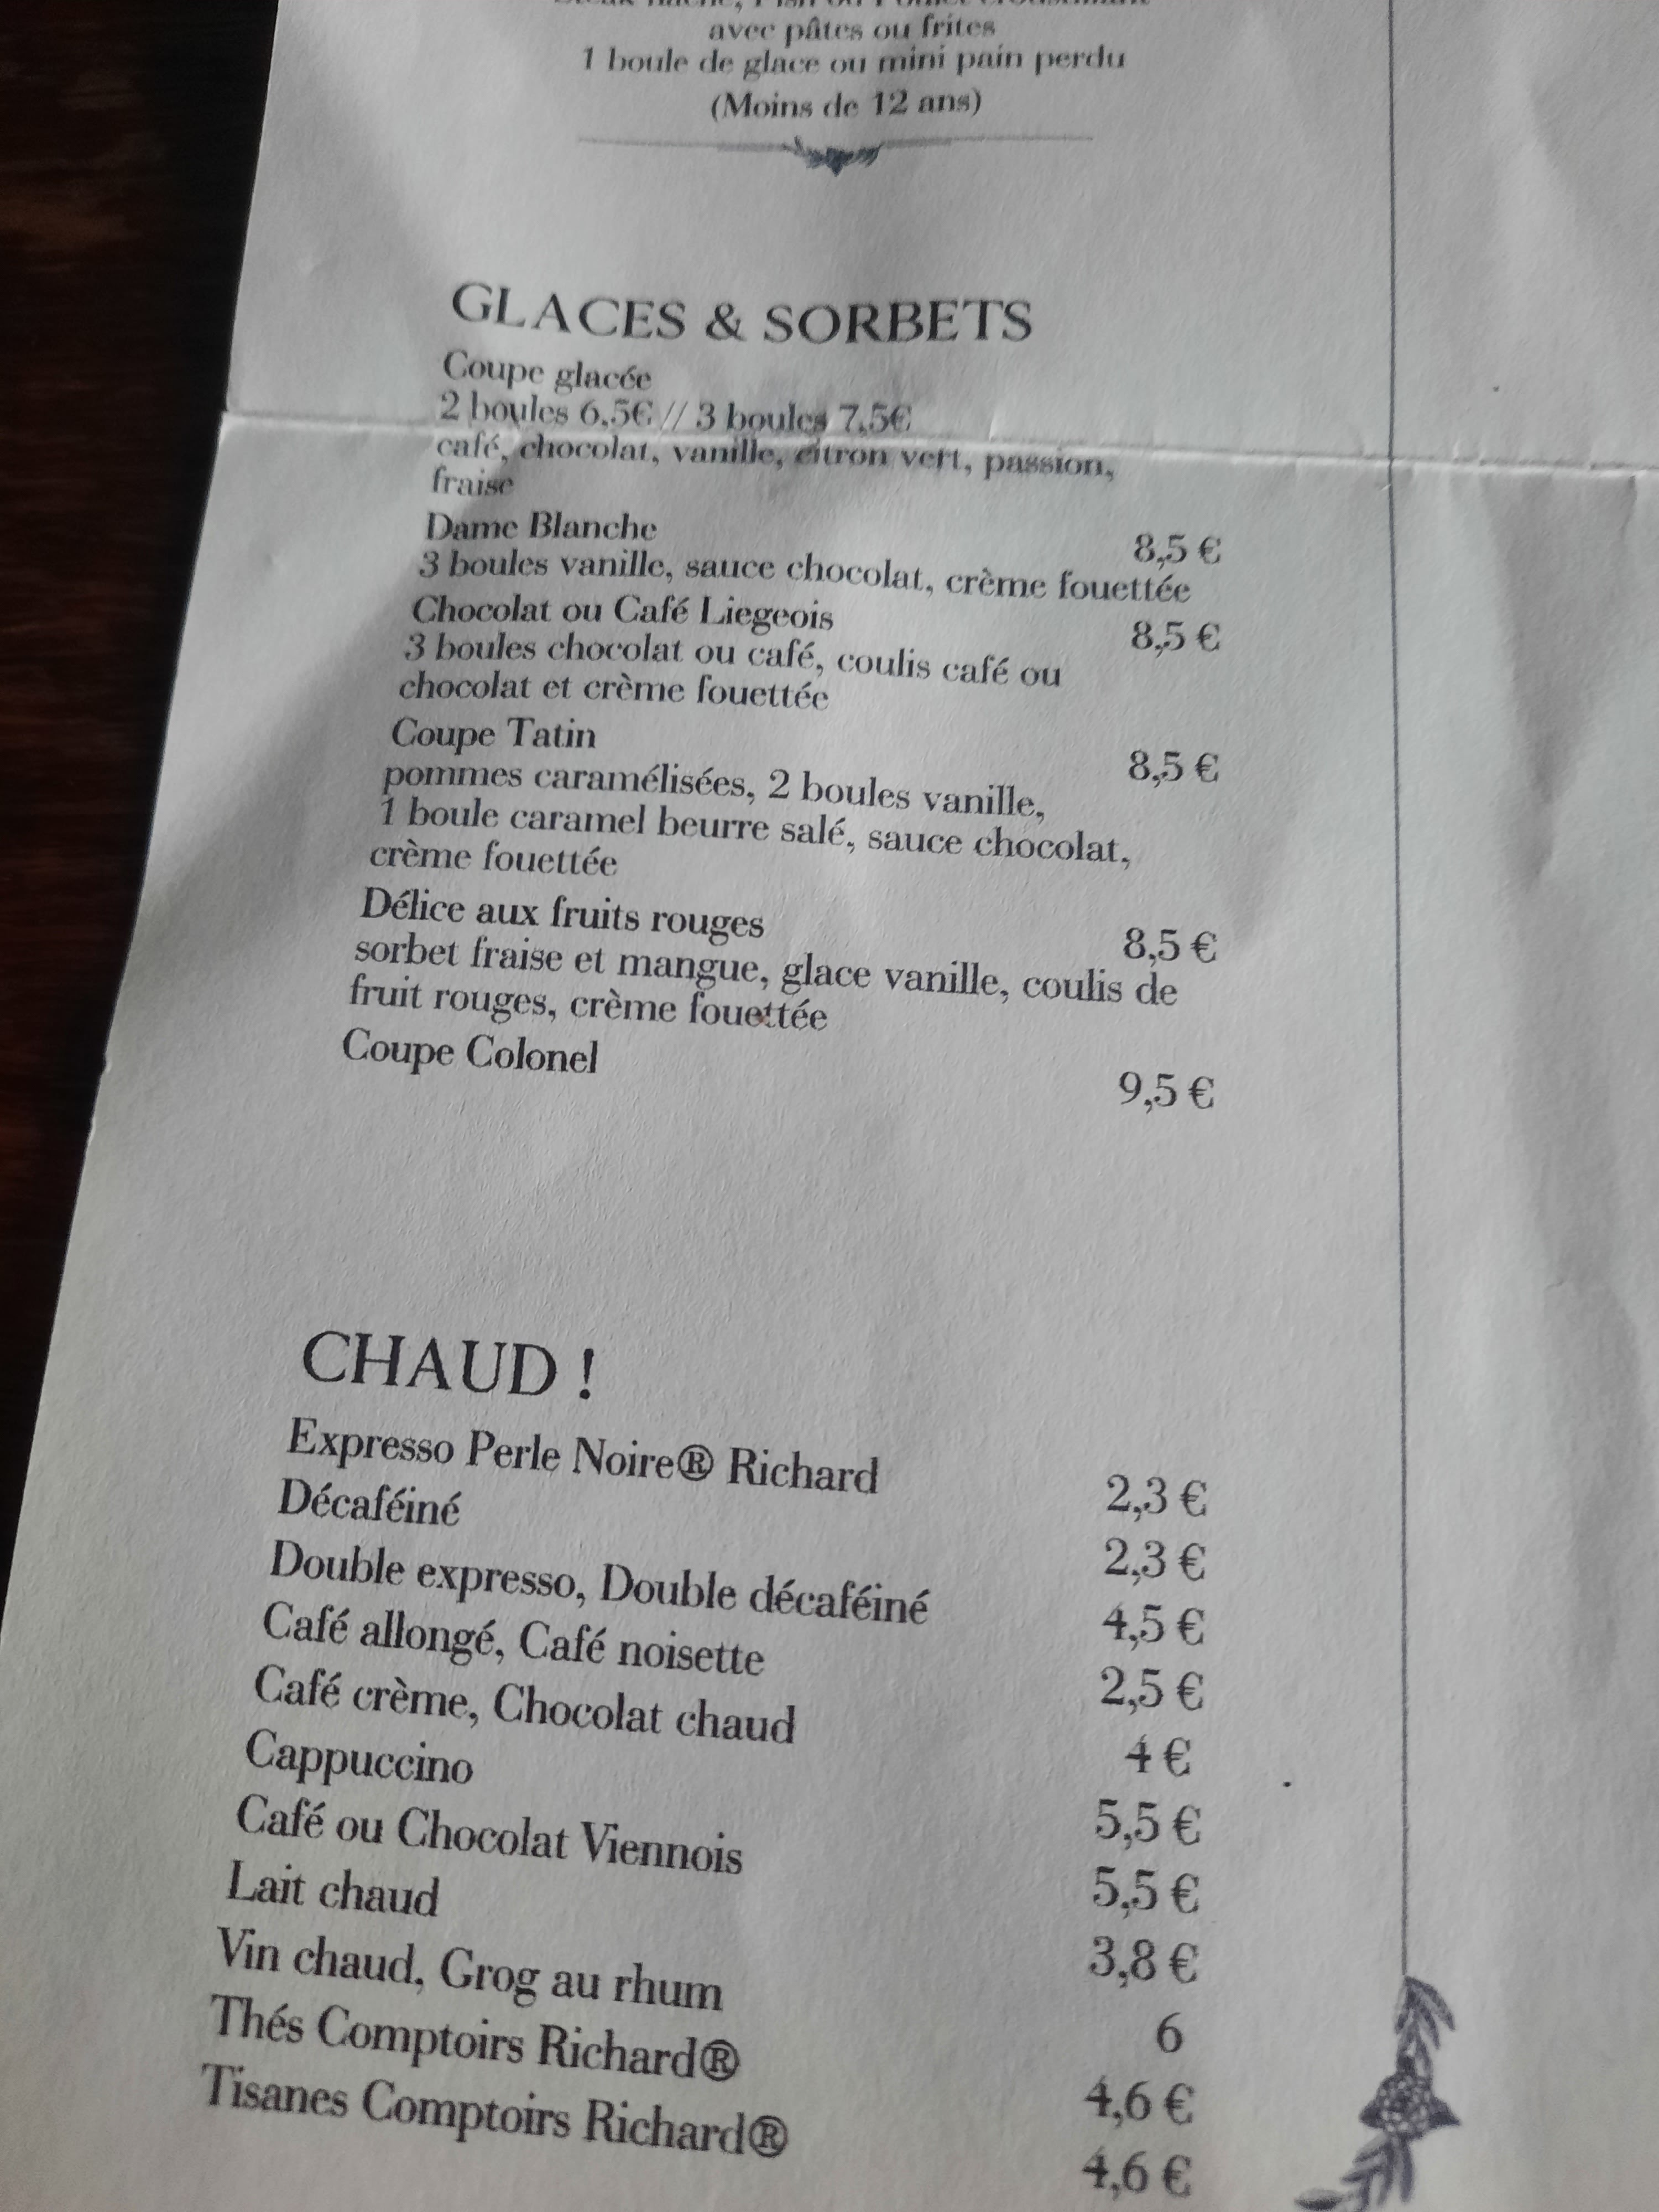 avec pâtes ou frites
1 boule de glace ou mini pain perdu
(Moins de 12 ans)
GLACES & SORBETS
Coupe glacée
2 boules 6,5€ // 3 boules 7,5€
café, chocolat, vanille, citron vert, passion,
fraise
Dame Blanche 8,5 €
3 boules vanille, sauce chocolat, crème fouettée
Chocolat ou Café Liegeois 8,5 €
3 boules chocolat ou café, coulis café ou
chocolat et crème fouettée
Coupe Tatin 8,5 €
pommes caramélisées, 2 boules vanille,
1 boule caramel beurre salé, sauce chocolat,
crème fouettée
Délice aux fruits rouges 8,5 €
sorbet fraise et mangue, glace vanille, coulis de
fruit rouges, crème fouettée
Coupe Colonel 9,5 €
CHAUD !
Expresso Perle Noire® Richard 2,3 €
Décaféiné 2,3 €
Double expresso, Double décaféiné 4,5 €
Café allongé, Café noisette 2,5 €
Café crème, Chocolat chaud 4 €
Cappuccino 5,5 €
Café ou Chocolat Viennois 5,5 €
Lait chaud 3,8 €
Vin chaud, Grog au rhum 6
Thés Comptoirs Richard® 4,6 €
Tisanes Comptoirs Richard® 4,6 €